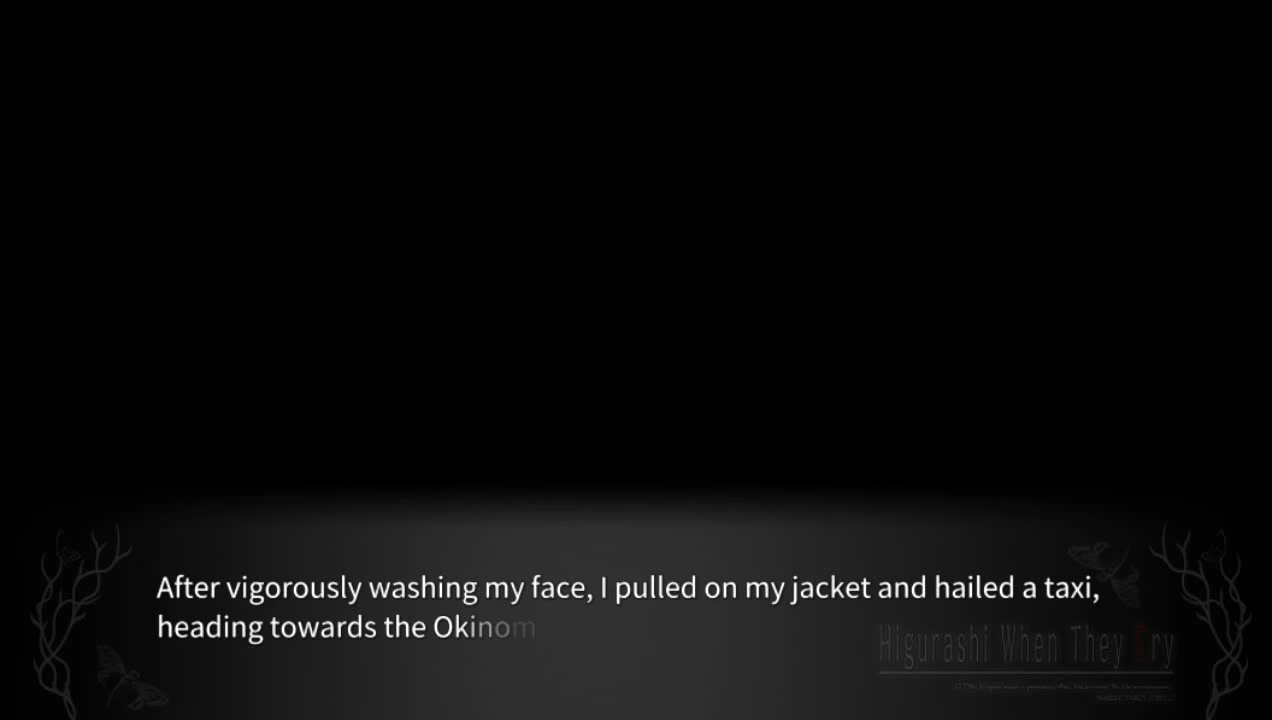 After vigorously washing my face, I pulled on my jacket and hailed a taxi,
heading towards the Okinom
Higurashi When They Cry